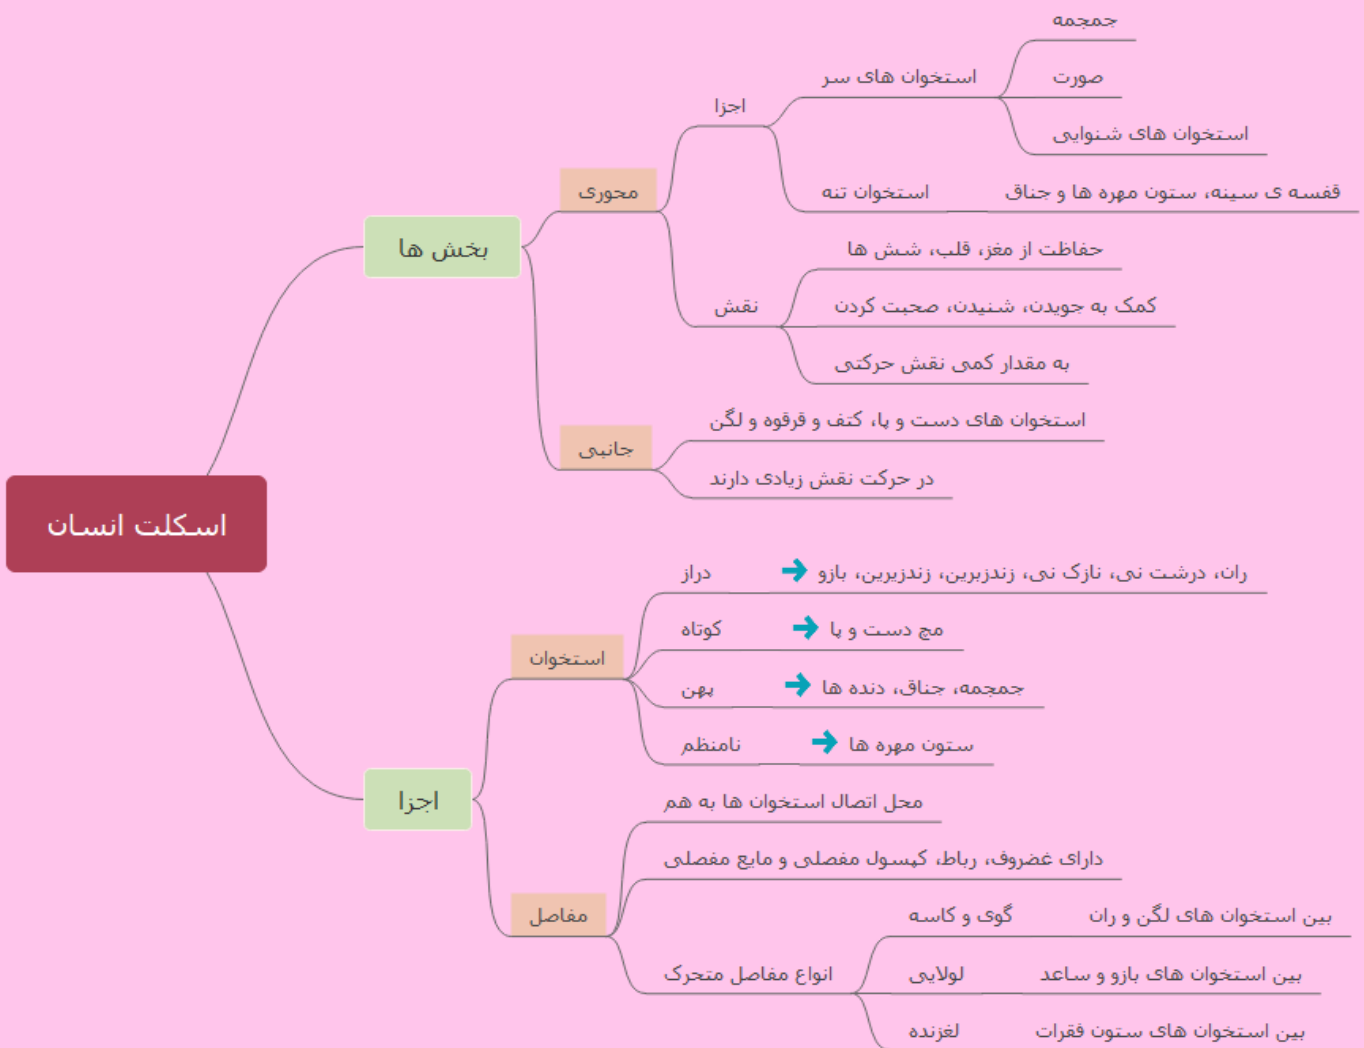 اسکلت انسان
بخش ها
محوری
اجزا
استخوان های سر
جمجمه
صورت
استخوان های شنوایی
استخوان تنه
قفسه ی سینه، ستون مهره ها و جناق
نقش
حفاظت از مغز، قلب، شش ها
کمک به جویدن، شنیدن، صحبت کردن
به مقدار کمی نقش حرکتی
جانبی
استخوان های دست و پا، کتف و قرقوه و لگن
در حرکت نقش زیادی دارند
اجزا
استخوان
دراز
ران، درشت نی، نازک نی، زندزبرین، زندزیرین، بازو
کوتاه
مچ دست و پا
پهن
جمجمه، جناق، دنده ها
نامنظم
ستون مهره ها
مفاصل
محل اتصال استخوان ها به هم
دارای غضروف، رباط، کپسول مفصلی و مایع مفصلی
انواع مفاصل متحرک
گوی و کاسه
بین استخوان های لگن و ران
لولایی
بین استخوان های بازو و ساعد
لغزنده
بین استخوان های ستون فقرات